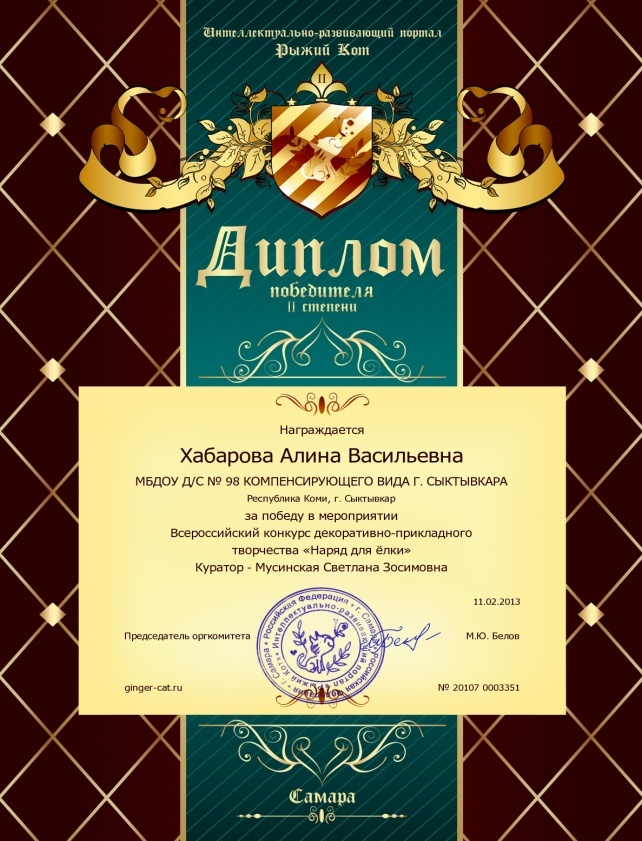 Интеллектуально-развивающий портал
Рыжий Кот
II
Диплом
победителя
II степени
Награждается
Хабарова Алина Васильевна
МБДОУ Д/С № 98 КОМПЕНСИРУЮЩЕГО ВИДА Г. СЫКТЫВКАРА
Республика Коми, г. Сыктывкар
за победу в мероприятии
Всероссийский конкурс декоративно-прикладного
творчества «Наряд для ёлки»
Куратор - Мусинская Светлана Зосимовна
11.02.2013
Председатель оргкомитета
М.Ю. Белов
Российская Федерация • г. Самара •
Интеллектуально-развивающий портал Рыжий Кот
ginger-cat.ru
№ 20107 0003351
Самара